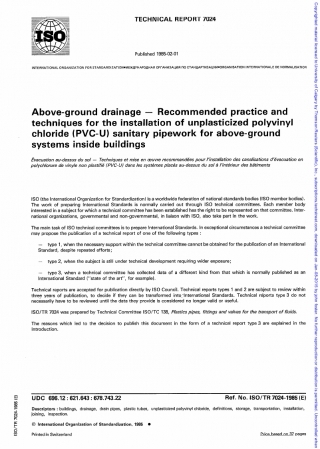 TECHNICAL REPORT 7024
ISO
Published 1985-02-01
INTERNATIONAL ORGANIZATION FOR STANDARDIZATION•МЕЖДУНАРОДНАЯ ОРГАНИЗАЦИЯ ПО СТАНДАРТИЗАЦИИ•ORGANISATION INTERNATIONALE DE NORMALISATION
Above-ground drainage — Recommended practice and
techniques for the installation of unplasticized polyvinyl
chloride (PVC-U) sanitary pipework for above-ground
systems inside buildings
Évacuation au-dessus du sol — Techniques et mise en œuvre recommandées pour l'installation des canalisations d'évacuation en
polychlorure de vinyle non plastifié (PVC-U) dans les systèmes placés au-dessus du sol à l'intérieur des bâtiments
ISO (the International Organization for Standardization) is a worldwide federation of national standards bodies (ISO member bodies).
The work of preparing International Standards is normally carried out through ISO technical committees. Each member body
interested in a subject for which a technical committee has been established has the right to be represented on that committee. Inter-
national organizations, governmental and non-governmental, in liaison with ISO, also take part in the work.
The main task of ISO technical committees is to prepare International Standards. In exceptional circumstances a technical committee
may propose the publication of a technical report of one of the following types :
— type 1, when the necessary support within the technical committee cannot be obtained for the publication of an International
Standard, despite repeated efforts;
— type 2, when the subject is still under technical development requiring wider exposure;
— type 3, when a technical committee has collected data of a different kind from that which is normally published as an
International Standard ("state of the art", for example).
Technical reports are accepted for publication directly by ISO Council. Technical reports types 1 and 2 are subject to review within
three years of publication, to decide if they can be transformed into International Standards. Technical reports type 3 do not
necessarily have to be reviewed until the data they provide is considered no longer valid or useful.
ISO/TR 7024 was prepared by Technical Committee ISO/TC 138, Plastics pipes, fittings and valves for the transport of fluids.
The reasons which led to the decision to publish this document in the form of a technical report type 3 are explained in the
Introduction.
UDC 696.12 : 621.643 : 678.743.22
Ref. No. ISO/TR 7024-1985 (E)
Descriptors : buildings, drainage, drain pipes, plastic tubes, unplasticized polyvinyl chloride, definitions, storage, transportation, installation,
joining, inspection.
© International Organization for Standardization, 1985 •
Printed in Switzerland
Price based on 37 pages
ISO/TR 7024-1985 (E)